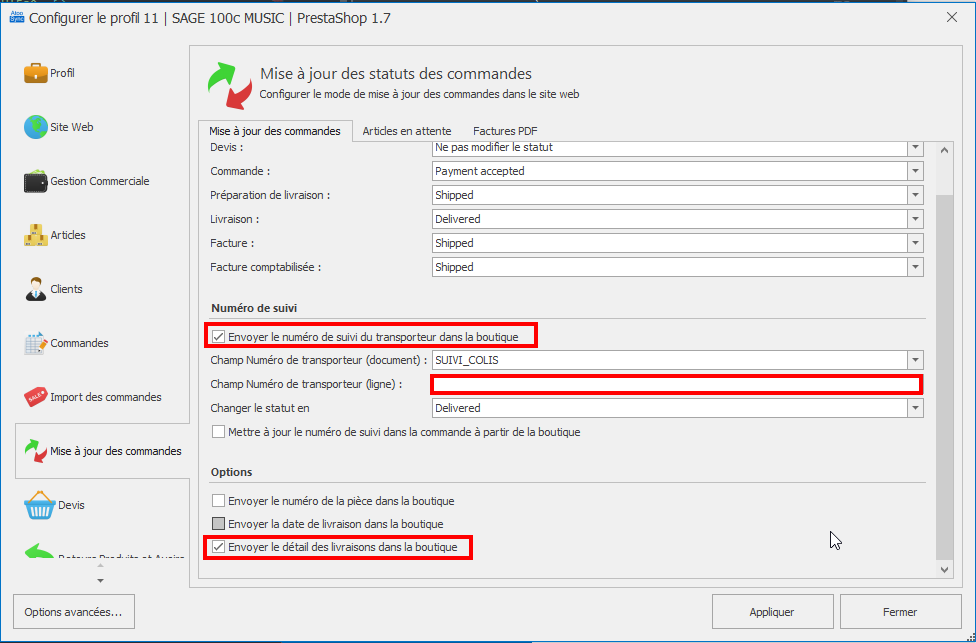 Configurer le profil 11 | SAGE 100c MUSIC | PrestaShop 1.7
Profil
Site Web
Gestion Commerciale
Articles
Clients
Commandes
Import des commandes
Mise à jour des commandes
Devis
Retours Produits et Avoirs
Mise à jour des statuts des commandes
Configurer le mode de mise à jour des commandes dans le site web
Mise à jour des commandes Articles en attente Factures PDF
Devis : Ne pas modifier le statut
Commande : Payment accepted
Préparation de livraison : Shipped
Livraison : Delivered
Facture : Shipped
Facture comptabilisée : Shipped
Numéro de suivi
Envoyer le numéro de suivi du transporteur dans la boutique
Champ Numéro de transporteur (document) : SUIVI_COLIS
Champ Numéro de transporteur (ligne) :
Changer le statut en Delivered
Mettre à jour le numéro de suivi dans la commande à partir de la boutique
Options
Envoyer le numéro de la pièce dans la boutique
Envoyer la date de livraison dans la boutique
Envoyer le détail des livraisons dans la boutique
Options avancées... Appliquer Fermer